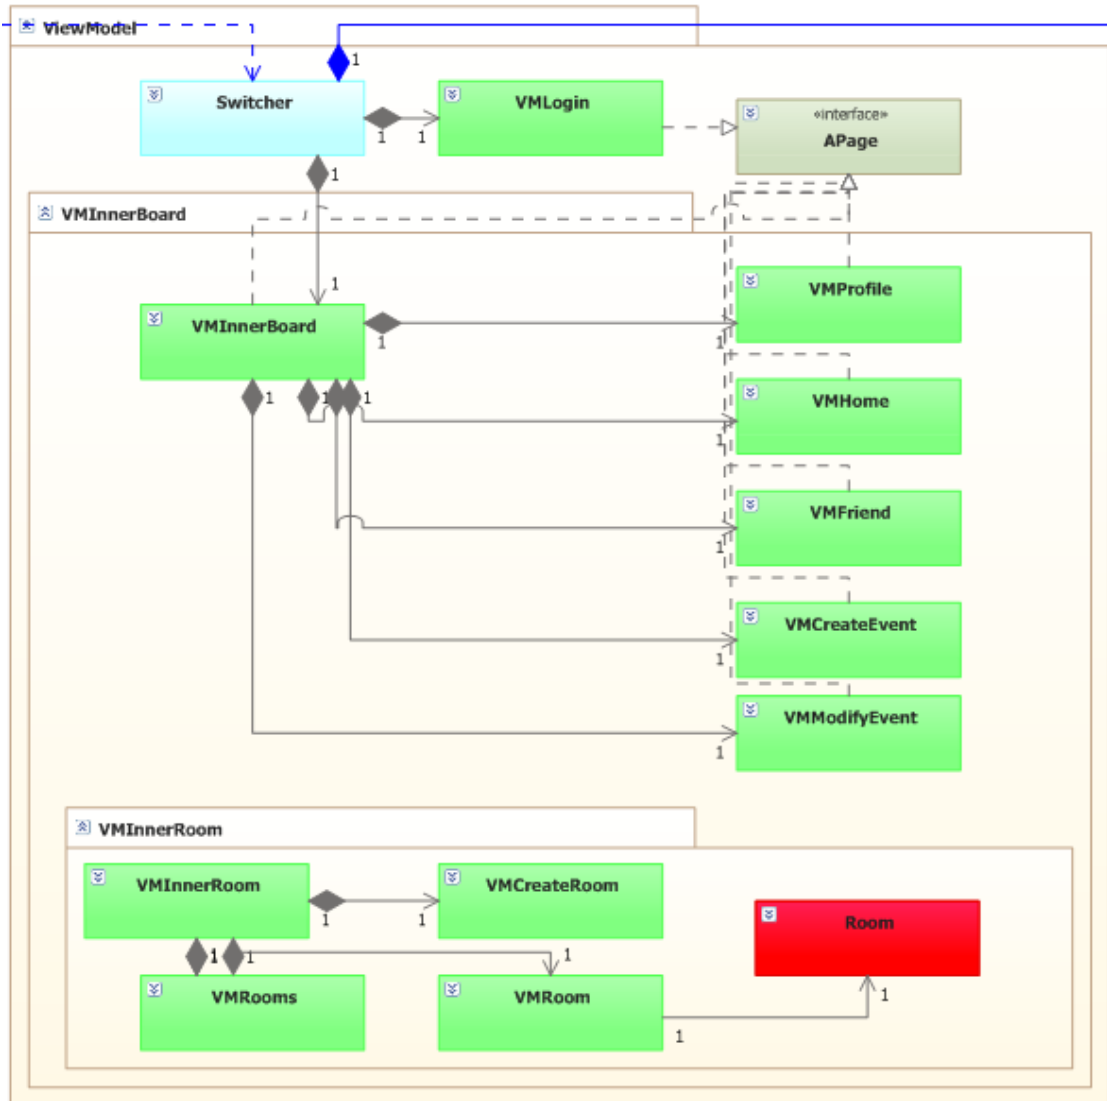 ViewModel
1
Switcher
VMLogin
«interface»
APage
1
1
1
VMInnerBoard
1
VMProfile
VMInnerBoard
1
1
1
1
1
VMHome
1
VMFriend
1
VMCreateEvent
1
VMModifyEvent
1
VMInnerRoom
VMInnerRoom
VMCreateRoom
1
1
Room
1
1
1
VMRooms
VMRoom
1
1